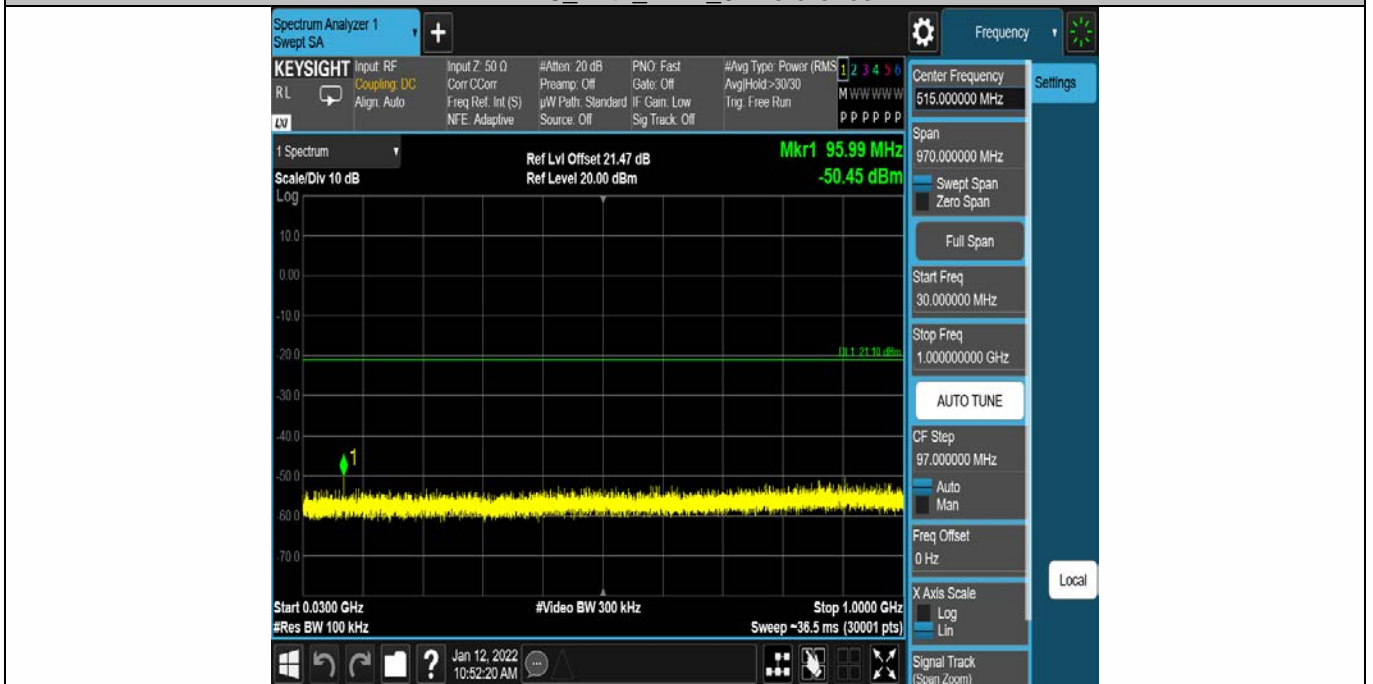 Spectrum Analyzer 1
Swept SA
+
Frequency
KEYSIGHT
RL
LXI
Input: RF
Coupling: DC
Align: Auto
Input Z: 50 Ω
Corr CCorr
Freq Ref: Int (S)
NFE: Adaptive
#Atten: 20 dB
Preamp: Off
µW Path: Standard
Source: Off
PNO: Fast
Gate: Off
IF Gain: Low
Sig Track: Off
#Avg Type: Power (RMS
Avg|Hold:>30/30
Trig: Free Run
1 2 3 4 5 6
M W W W W W
P P P P P P
1 Spectrum
Scale/Div 10 dB
Log
Ref Lvl Offset 21.47 dB
Ref Level 20.00 dBm
Mkr1 95.99 MHz
-50.45 dBm
10.0
0.00
-10.0
-20.0
-30.0
-40.0
-50.0
-60.0
-70.0
1
Start 0.0300 GHz
#Res BW 100 kHz
#Video BW 300 kHz
Stop 1.0000 GHz
Sweep ~36.5 ms (30001 pts)
?
Jan 12, 2022
10:52:20 AM
Center Frequency
515.000000 MHz
Span
970.000000 MHz
Swept Span
Zero Span
Full Span
Start Freq
30.000000 MHz
Stop Freq
1.000000000 GHz
AUTO TUNE
CF Step
97.000000 MHz
Auto
Man
Freq Offset
0 Hz
X Axis Scale
Log
Lin
Signal Track
(Span Zoom)
Settings
Local